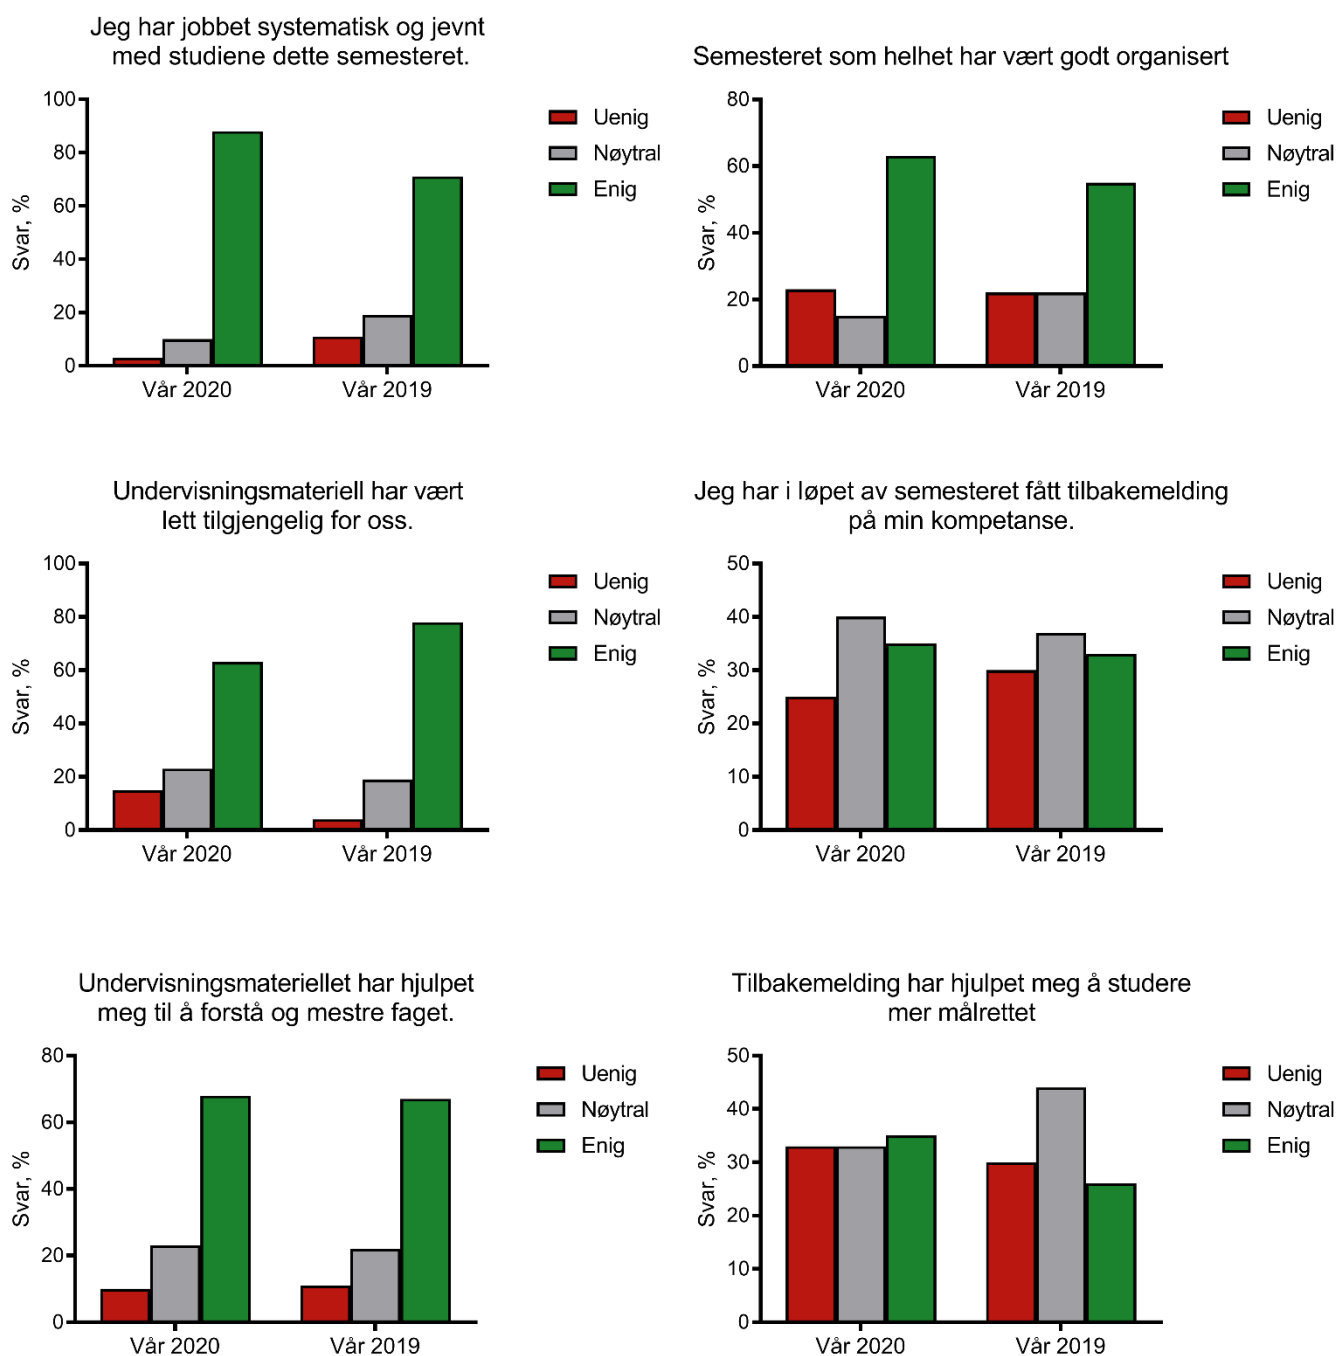 Jeg har jobbet systematisk og jevnt
med studiene dette semesteret.
100
80
60
40
20
0
Svar, %
Vår 2020
Vår 2019
Uenig
Nøytral
Enig
Semesteret som helhet har vært godt organisert
80
60
40
20
0
Svar, %
Vår 2020
Vår 2019
Uenig
Nøytral
Enig
Undervisningsmateriell har vært
lett tilgjengelig for oss.
100
80
60
40
20
0
Svar, %
Vår 2020
Vår 2019
Uenig
Nøytral
Enig
Jeg har i løpet av semesteret fått tilbakemelding
på min kompetanse.
50
40
30
20
10
0
Svar, %
Vår 2020
Vår 2019
Uenig
Nøytral
Enig
Undervisningsmateriellet har hjulpet
meg til å forstå og mestre faget.
80
60
40
20
0
Svar, %
Vår 2020
Vår 2019
Uenig
Nøytral
Enig
Tilbakemelding har hjulpet meg å studere
mer målrettet
50
40
30
20
10
0
Svar, %
Vår 2020
Vår 2019
Uenig
Nøytral
Enig